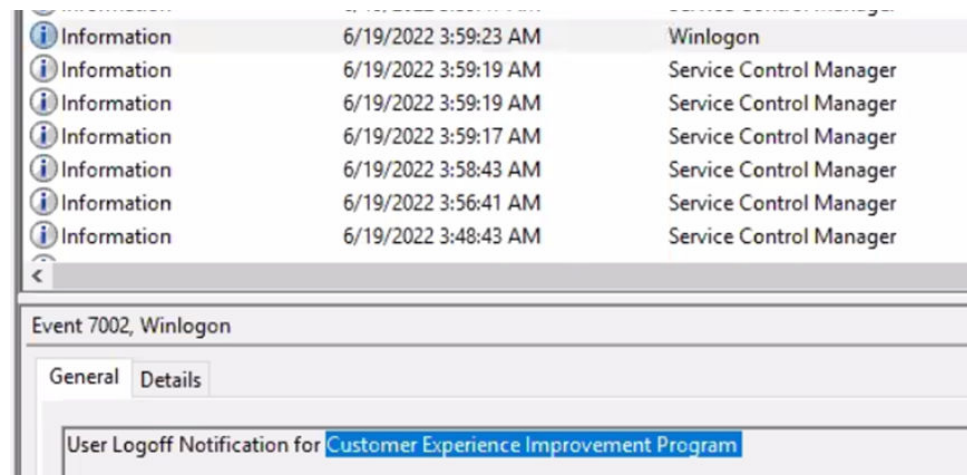 Information 6/19/2022 3:59:23 AM Winlogon
Information 6/19/2022 3:59:19 AM Service Control Manager
Information 6/19/2022 3:59:19 AM Service Control Manager
Information 6/19/2022 3:59:17 AM Service Control Manager
Information 6/19/2022 3:58:43 AM Service Control Manager
Information 6/19/2022 3:56:41 AM Service Control Manager
Information 6/19/2022 3:48:43 AM Service Control Manager
Event 7002, Winlogon
General Details
User Logoff Notification for Customer Experience Improvement Program